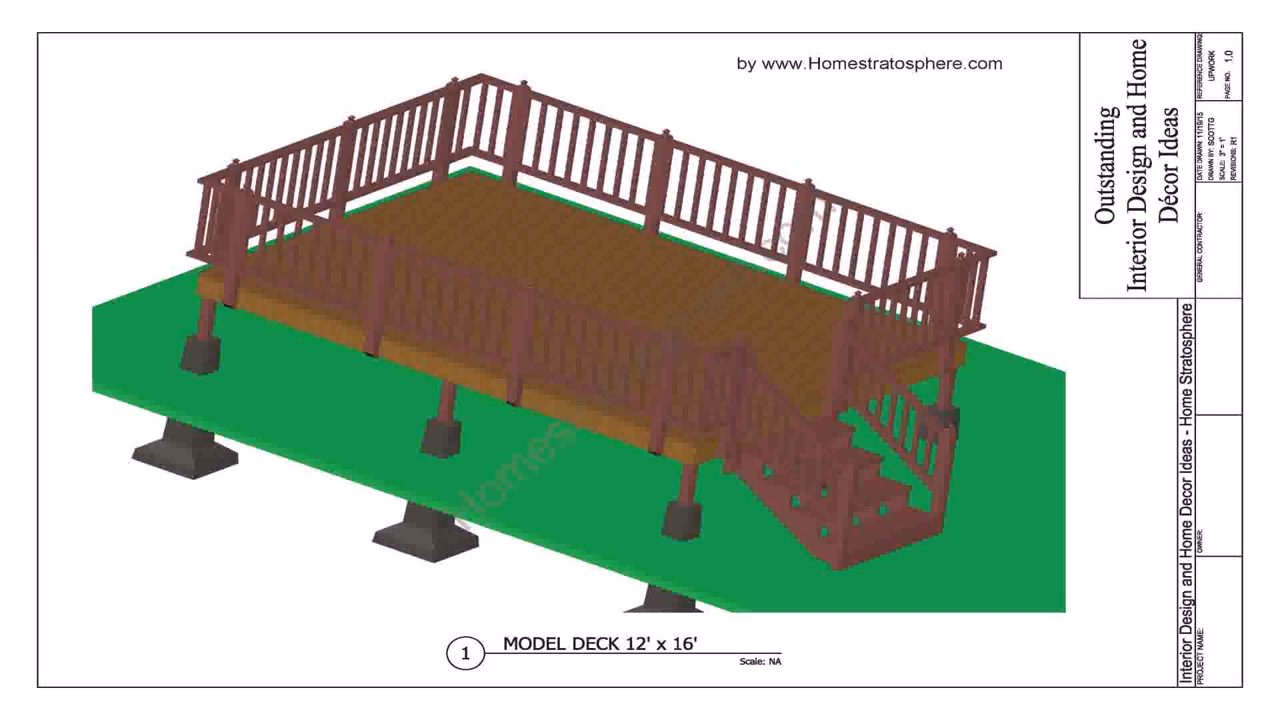 by www.Homestratosphere.com
Outstanding
Interior Design and Home
Décor Ideas
REFERENCE DRAWING:
UPWORK
PAGE NO. 1.0
DATE DRAWN: 11/19/15
DRAWN BY: SCOTTG
SCALE: 3" = 1'
REVISIONS: R1
GENERAL CONTRACTOR:
OWNER:
Interior Design and Home Decor Ideas - Home Stratosphere
PROJECT NAME:
1
MODEL DECK 12' x 16'
Scale: NA